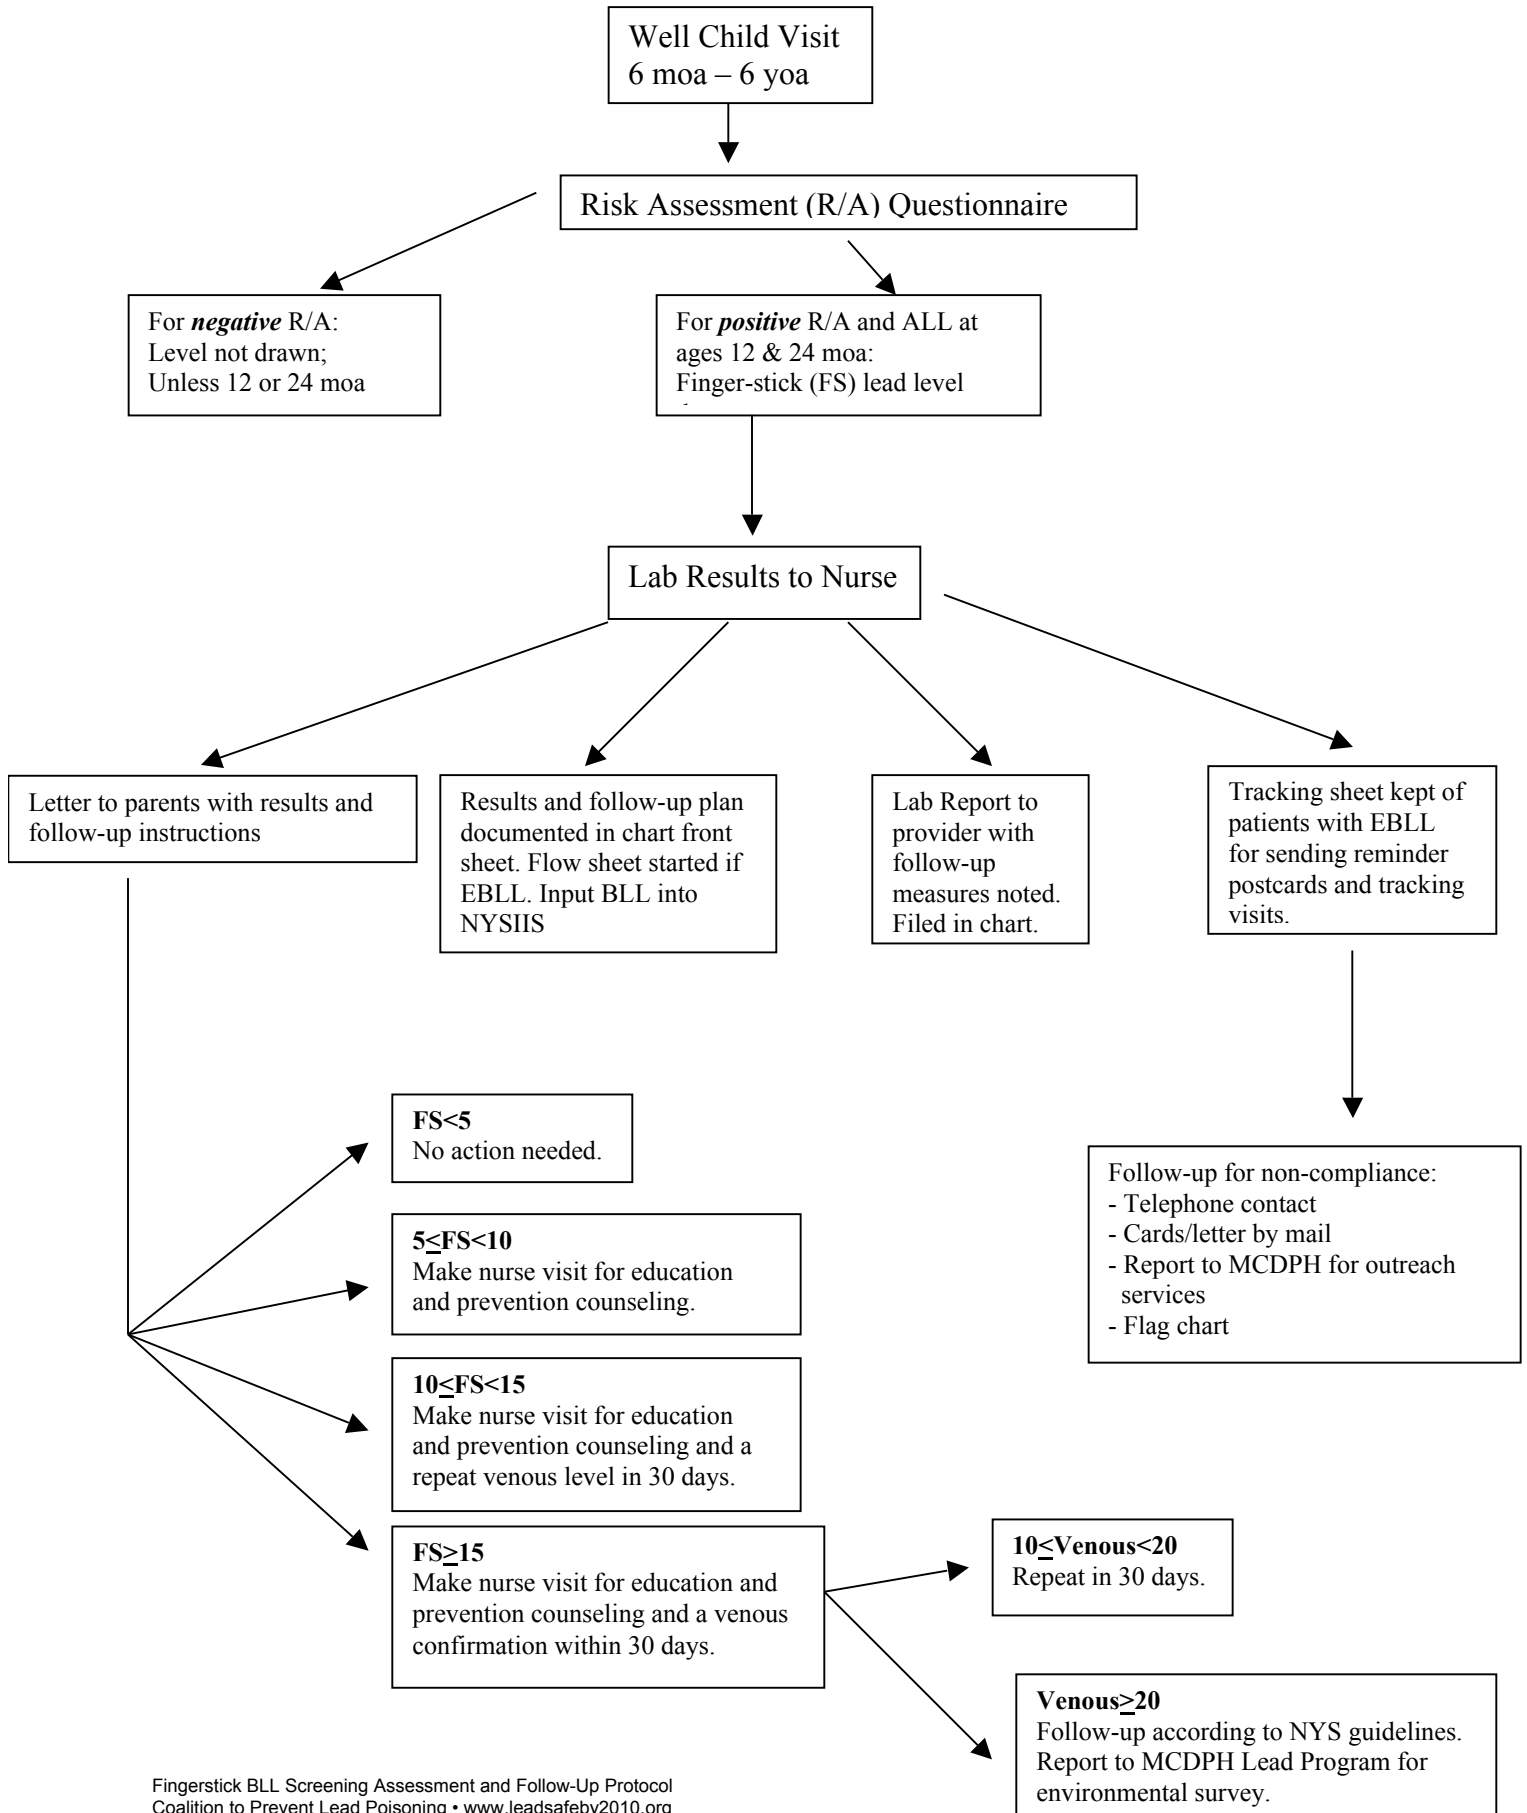 Well Child Visit
6 moa – 6 yoa
Risk Assessment (R/A) Questionnaire
For negative R/A:
Level not drawn;
Unless 12 or 24 moa
For positive R/A and ALL at
ages 12 & 24 moa:
Finger-stick (FS) lead level
Lab Results to Nurse
Letter to parents with results and
follow-up instructions
Results and follow-up plan
documented in chart front
sheet. Flow sheet started if
EBLL. Input BLL into
NYSIIS
Lab Report to
provider with
follow-up
measures noted.
Filed in chart.
Tracking sheet kept of
patients with EBLL
for sending reminder
postcards and tracking
visits.
FS<5
No action needed.
5≤FS<10
Make nurse visit for education
and prevention counseling.
10≤FS<15
Make nurse visit for education
and prevention counseling and a
repeat venous level in 30 days.
FS≥15
Make nurse visit for education and
prevention counseling and a venous
confirmation within 30 days.
Follow-up for non-compliance:
- Telephone contact
- Cards/letter by mail
- Report to MCDPH for outreach
services
- Flag chart
10≤Venous<20
Repeat in 30 days.
Venous≥20
Follow-up according to NYS guidelines.
Report to MCDPH Lead Program for
environmental survey.
Fingerstick BLL Screening Assessment and Follow-Up Protocol
Coalition to Prevent Lead Poisoning • www.leadsafeby2010.org